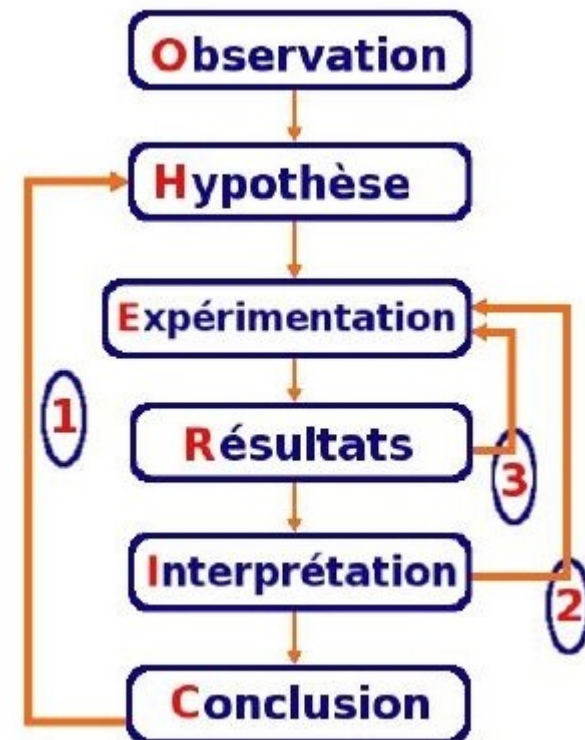 Observation
Hypothèse
Expérimentation
1
Résultats
3
Interprétation
2
Conclusion